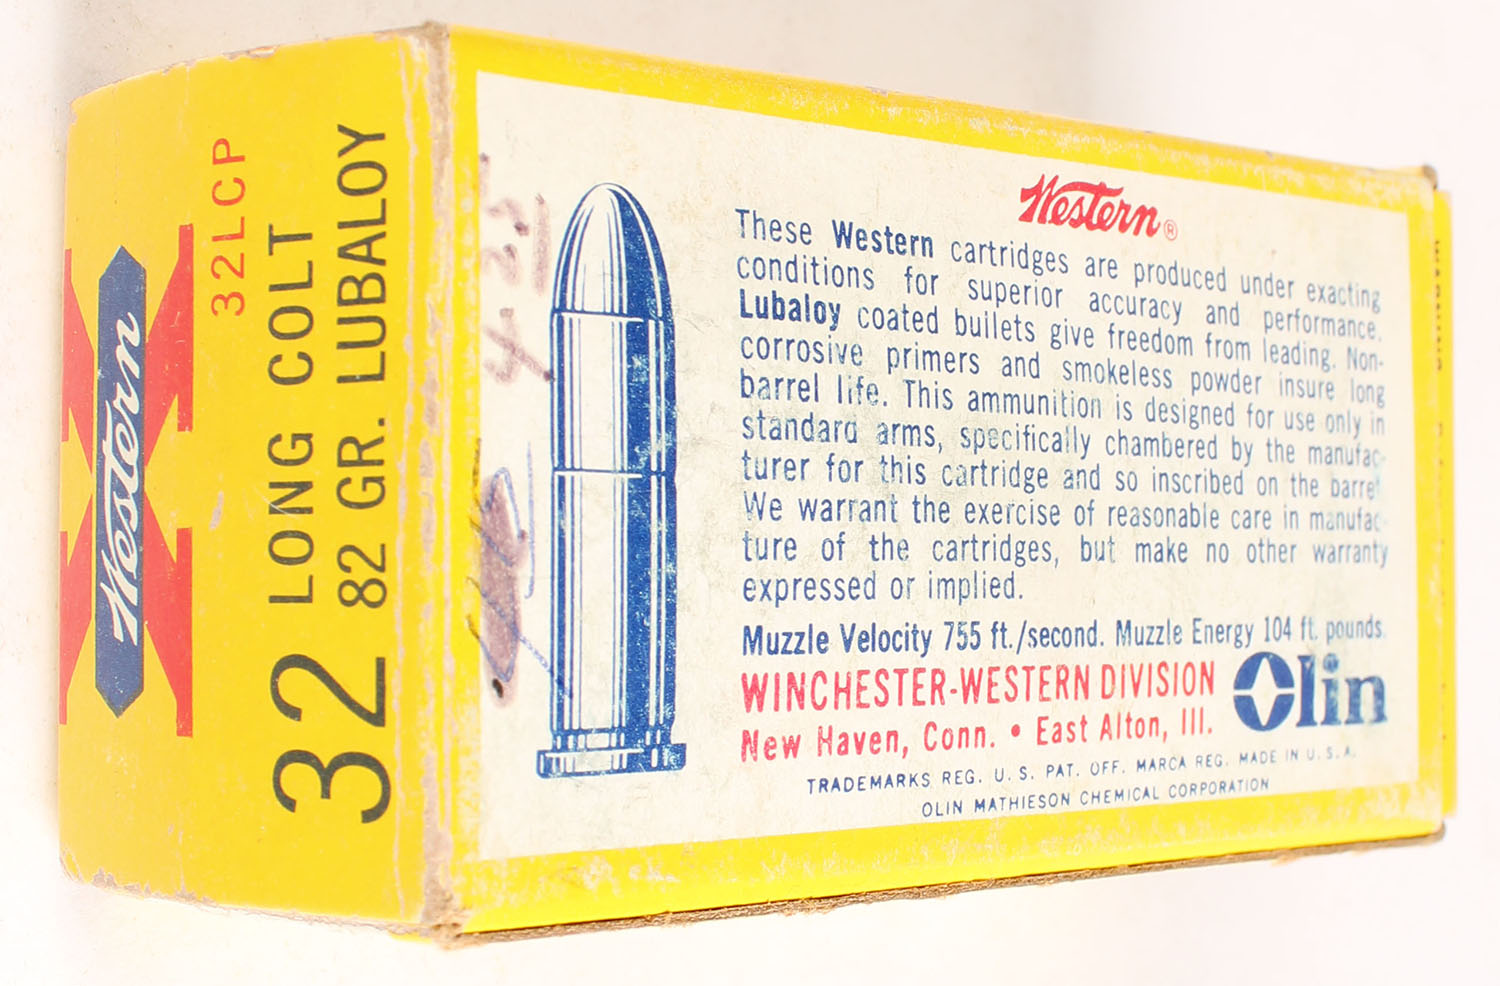 Western
32LCP
32 LONG COLT
82 GR. LUBALOY
4.25
Western®
These Western cartridges are produced under exacting
conditions for superior accuracy and performance.
Lubaloy coated bullets give freedom from leading. Non-
corrosive primers and smokeless powder insure long
barrel life. This ammunition is designed for use only in
standard arms, specifically chambered by the manufac-
turer for this cartridge and so inscribed on the barrel
We warrant the exercise of reasonable care in manufac-
ture of the cartridges, but make no other warranty
expressed or implied.
Muzzle Velocity 755 ft./second. Muzzle Energy 104 ft. pounds.
WINCHESTER-WESTERN DIVISION
New Haven, Conn. • East Alton, Ill.
Olin
TRADEMARKS REG. U. S. PAT. OFF. MARCA REG. MADE IN U. S. A.
OLIN MATHIESON CHEMICAL CORPORATION